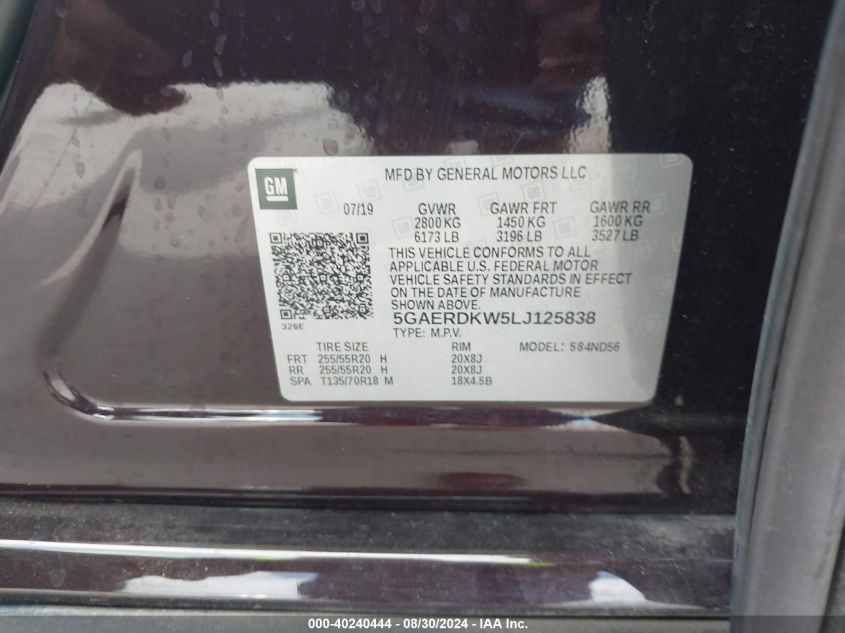 GM
MFD BY GENERAL MOTORS LLC
07/19 GVWR GAWR FRT GAWR RR
2800 KG 1450 KG 1600 KG
6173 LB 3196 LB 3527 LB
THIS VEHICLE CONFORMS TO ALL
APPLICABLE U.S. FEDERAL MOTOR
VEHICLE SAFETY STANDARDS IN EFFECT
ON THE DATE OF MANUFACTURE
SHOWN ABOVE.
326E 5GAERDKW5LJ125838
TYPE: M.P.V.
TIRE SIZE RIM MODEL: 584ND56
FRT 255/55R20 H 20X8J
RR 255/55R20 H 20X8J
SPA T135/70R18 M 18X4.5B
000-40240444 - 08/30/2024 - COPYRIGHT IAA, Inc.